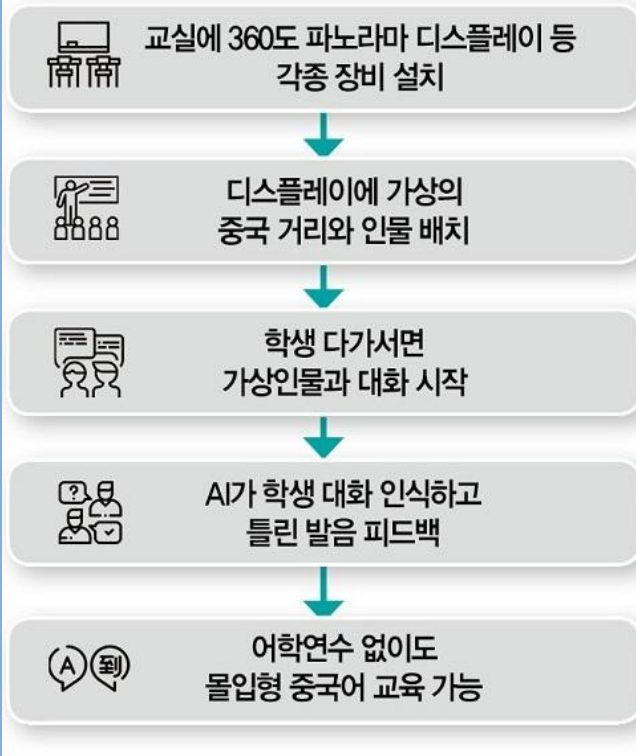 교실에 360도 파노라마 디스플레이 등
각종 장비 설치
디스플레이에 가상의
중국 거리와 인물 배치
학생 다가서면
가상인물과 대화 시작
?
AI가 학생 대화 인식하고
틀린 발음 피드백
A 到
어학연수 없이도
몰입형 중국어 교육 가능